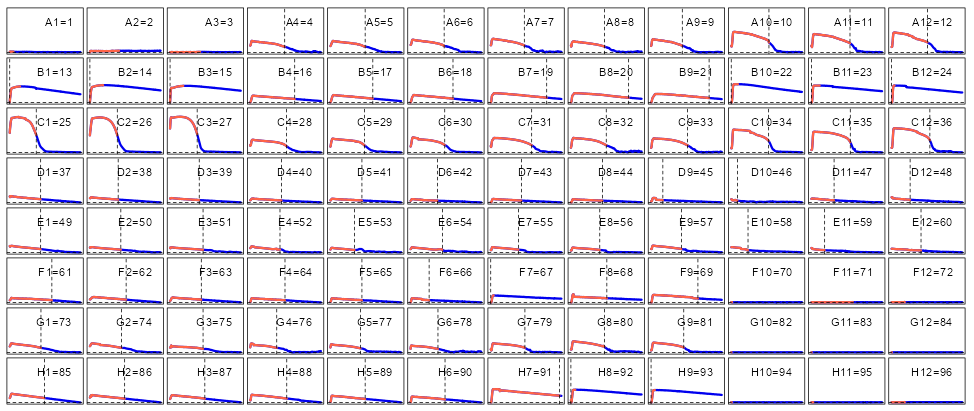 A1=1 A2=2 A3=3 A4=4 A5=5 A6=6 A7=7 A8=8 A9=9 A10=10 A11=11 A12=12
B1=13 B2=14 B3=15 B4=16 B5=17 B6=18 B7=19 B8=20 B9=21 B10=22 B11=23 B12=24
C1=25 C2=26 C3=27 C4=28 C5=29 C6=30 C7=31 C8=32 C9=33 C10=34 C11=35 C12=36
D1=37 D2=38 D3=39 D4=40 D5=41 D6=42 D7=43 D8=44 D9=45 D10=46 D11=47 D12=48
E1=49 E2=50 E3=51 E4=52 E5=53 E6=54 E7=55 E8=56 E9=57 E10=58 E11=59 E12=60
F1=61 F2=62 F3=63 F4=64 F5=65 F6=66 F7=67 F8=68 F9=69 F10=70 F11=71 F12=72
G1=73 G2=74 G3=75 G4=76 G5=77 G6=78 G7=79 G8=80 G9=81 G10=82 G11=83 G12=84
H1=85 H2=86 H3=87 H4=88 H5=89 H6=90 H7=91 H8=92 H9=93 H10=94 H11=95 H12=96